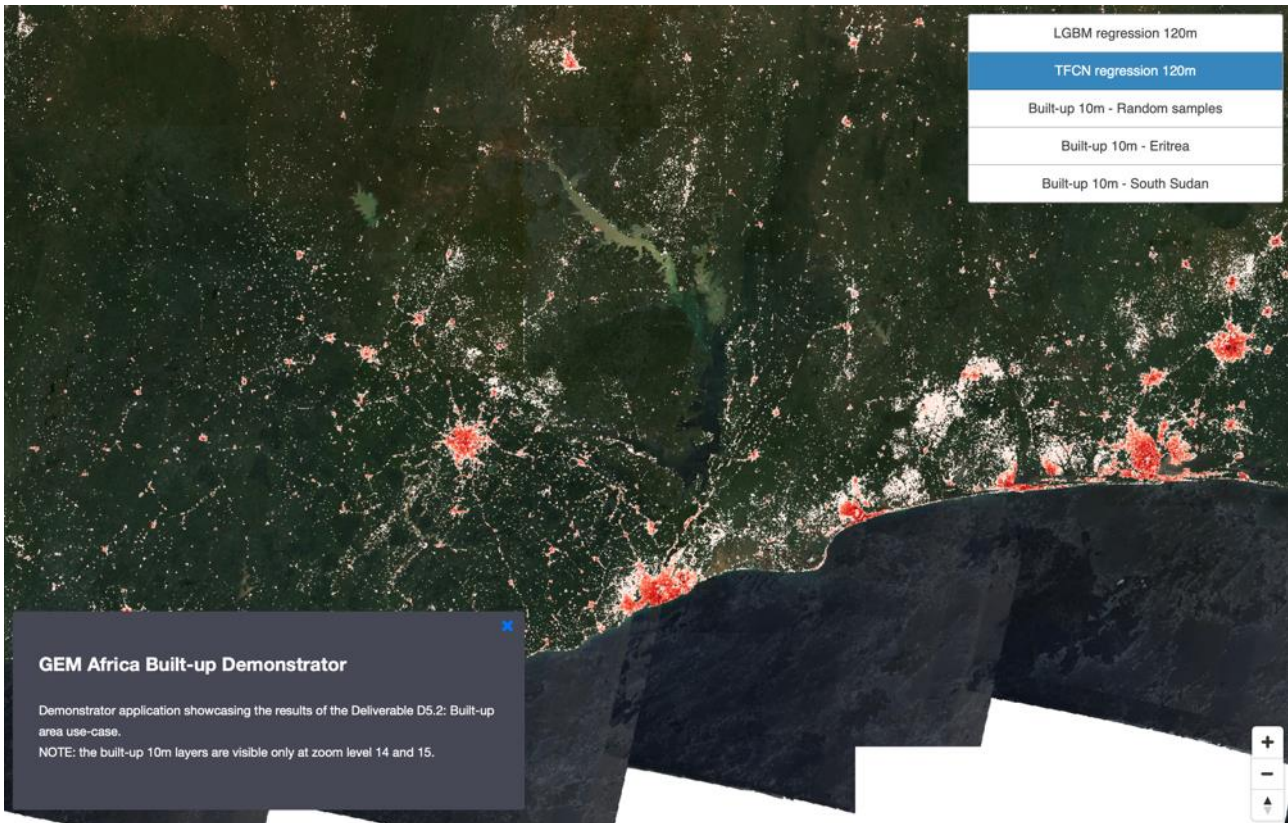 LGBM regression 120m
TFCN regression 120m
Built-up 10m - Random samples
Built-up 10m - Eritrea
Built-up 10m - South Sudan
GEM Africa Built-up Demonstrator
Demonstrator application showcasing the results of the Deliverable D5.2: Built-up
area use-case.
NOTE: the built-up 10m layers are visible only at zoom level 14 and 15.